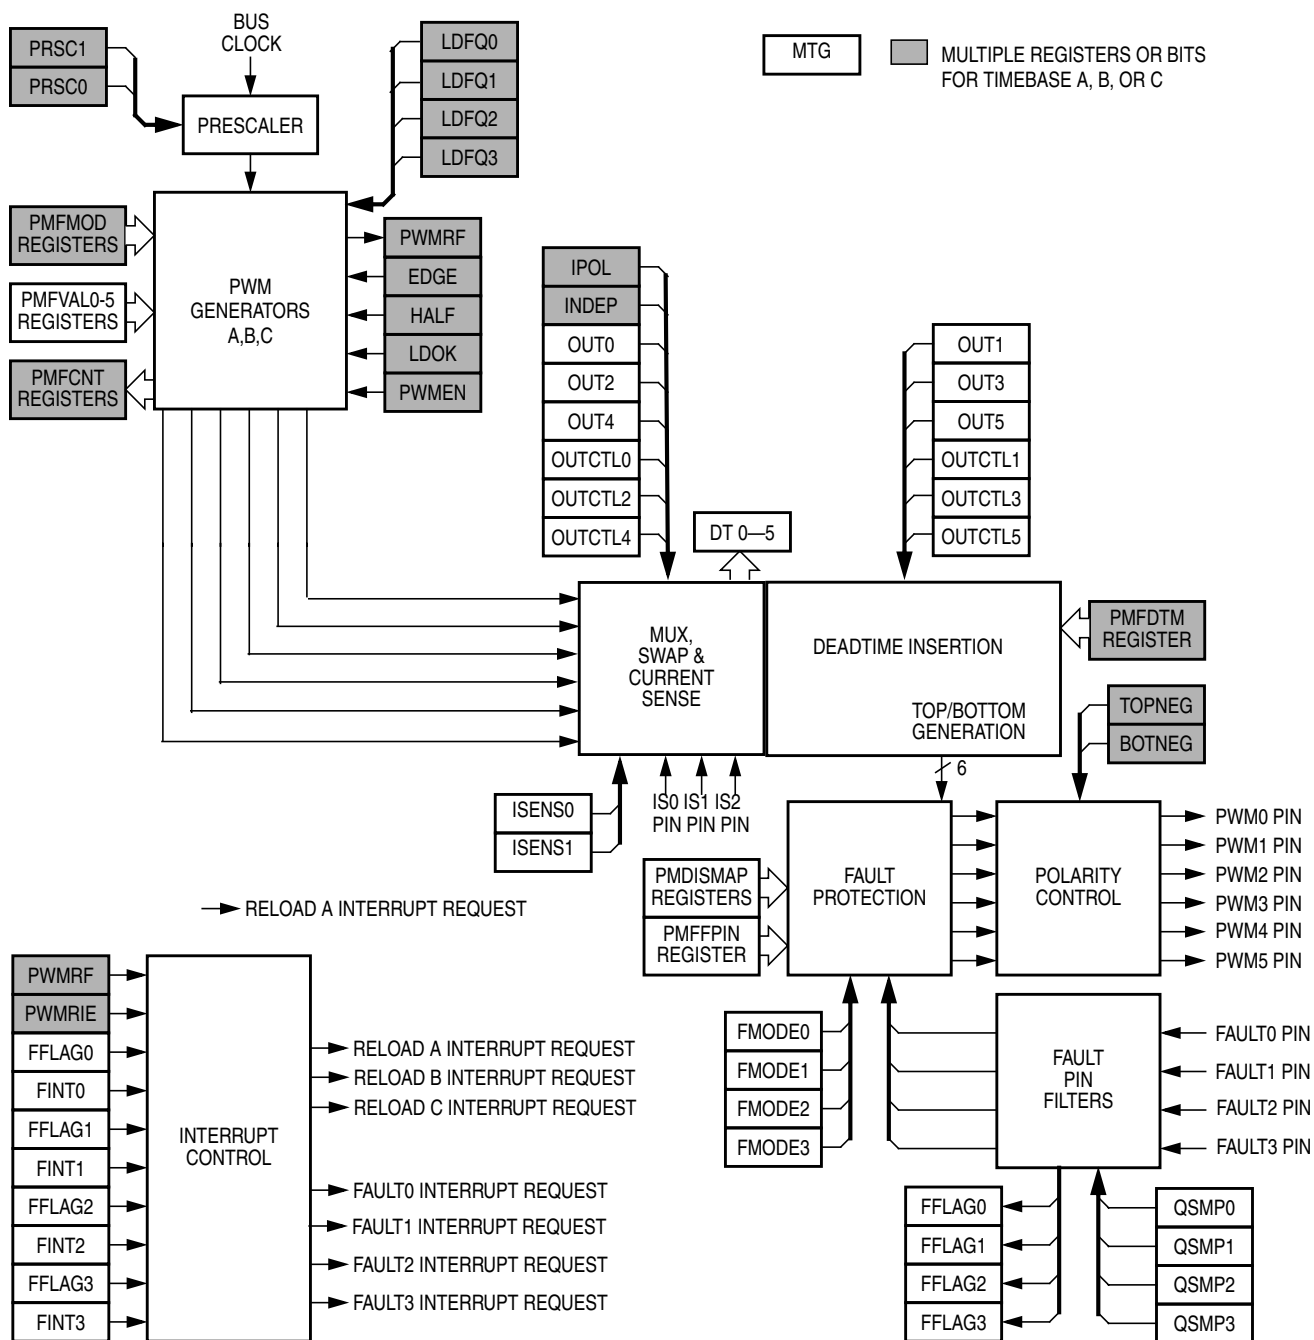 PRSC1
PRSC0
BUS
CLOCK
PRESCALER
LDFQ0
LDFQ1
LDFQ2
LDFQ3
MTG
MULTIPLE REGISTERS OR BITS
FOR TIMEBASE A, B, OR C
PMFMOD
REGISTERS
PMFVAL0-5
REGISTERS
PMFCNT
REGISTERS
PWM
GENERATORS
A,B,C
PWMRF
EDGE
HALF
LDOK
PWMEN
IPOL
INDEP
OUT0
OUT2
OUT4
OUTCTL0
OUTCTL2
OUTCTL4
DT 0—5
OUT1
OUT3
OUT5
OUTCTL1
OUTCTL3
OUTCTL5
MUX,
SWAP &
CURRENT
SENSE
DEADTIME INSERTION
TOP/BOTTOM
GENERATION
PMFDTM
REGISTER
TOPNEG
BOTNEG
6
ISENS0
ISENS1
IS0 IS1 IS2
PIN PIN PIN
PMDISMAP
REGISTERS
PMFFPIN
REGISTER
FAULT
PROTECTION
POLARITY
CONTROL
PWM0 PIN
PWM1 PIN
PWM2 PIN
PWM3 PIN
PWM4 PIN
PWM5 PIN
RELOAD A INTERRUPT REQUEST
PWMRF
PWMRIE
FFLAG0
FINT0
FFLAG1
FINT1
FFLAG2
FINT2
FFLAG3
FINT3
INTERRUPT
CONTROL
RELOAD A INTERRUPT REQUEST
RELOAD B INTERRUPT REQUEST
RELOAD C INTERRUPT REQUEST
FAULT0 INTERRUPT REQUEST
FAULT1 INTERRUPT REQUEST
FAULT2 INTERRUPT REQUEST
FAULT3 INTERRUPT REQUEST
FMODE0
FMODE1
FMODE2
FMODE3
FAULT
PIN
FILTERS
FAULT0 PIN
FAULT1 PIN
FAULT2 PIN
FAULT3 PIN
FFLAG0
FFLAG1
FFLAG2
FFLAG3
QSMP0
QSMP1
QSMP2
QSMP3